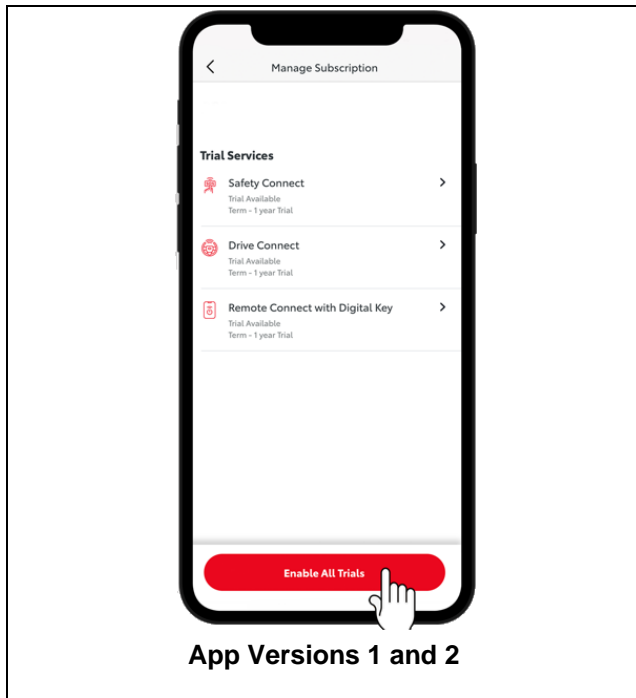 Manage Subscription
Trial Services
Safety Connect
Trial Available
Term - 1 year Trial
Drive Connect
Trial Available
Term - 1 year Trial
Remote Connect with Digital Key
Trial Available
Term - 1 year Trial
Enable All Trials
App Versions 1 and 2